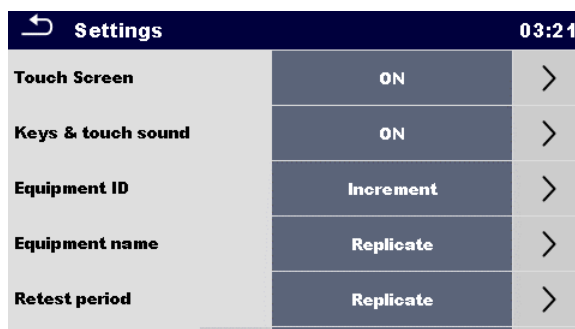 Settings 03:21
Touch Screen ON
Keys & touch sound ON
Equipment ID Increment
Equipment name Replicate
Retest period Replicate